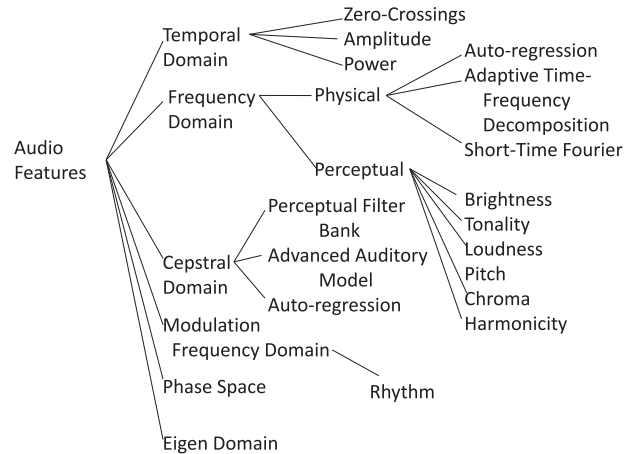 Audio
Features
Temporal
Domain
Zero-Crossings
Amplitude
Power
Frequency
Domain
Physical
Auto-regression
Adaptive Time-
Frequency
Decomposition
Short-Time Fourier
Perceptual
Brightness
Tonality
Loudness
Pitch
Chroma
Harmonicity
Cepstral
Domain
Perceptual Filter
Bank
Advanced Auditory
Model
Auto-regression
Modulation
Frequency Domain
Rhythm
Phase Space
Eigen Domain